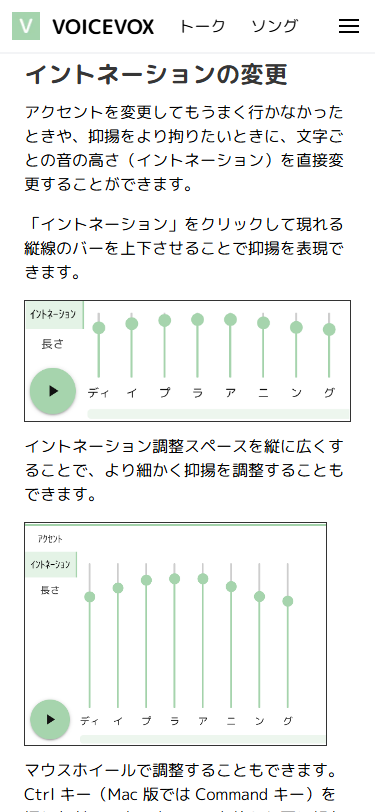 V VOICEVOX トーク ソング
イントネーションの変更
アクセントを変更してもうまく行かなかった
ときや、抑揚をより拘りたいときに、文字ご
との音の高さ（イントネーション）を直接変
更することができます。
「イントネーション」をクリックして現れる
縦線のバーを上下させることで抑揚を表現で
きます。
イントネーション
長さ
ディ イ プ ラ ア ニ ン グ
イントネーション調整スペースを縦に広くす
ることで、より細かく抑揚を調整することも
できます。
アクセント
イントネーション
長さ
ディ イ プ ラ ア ニ ン グ
マウスホイールで調整することもできます。
Ctrl キー（Mac 版では Command キー）を